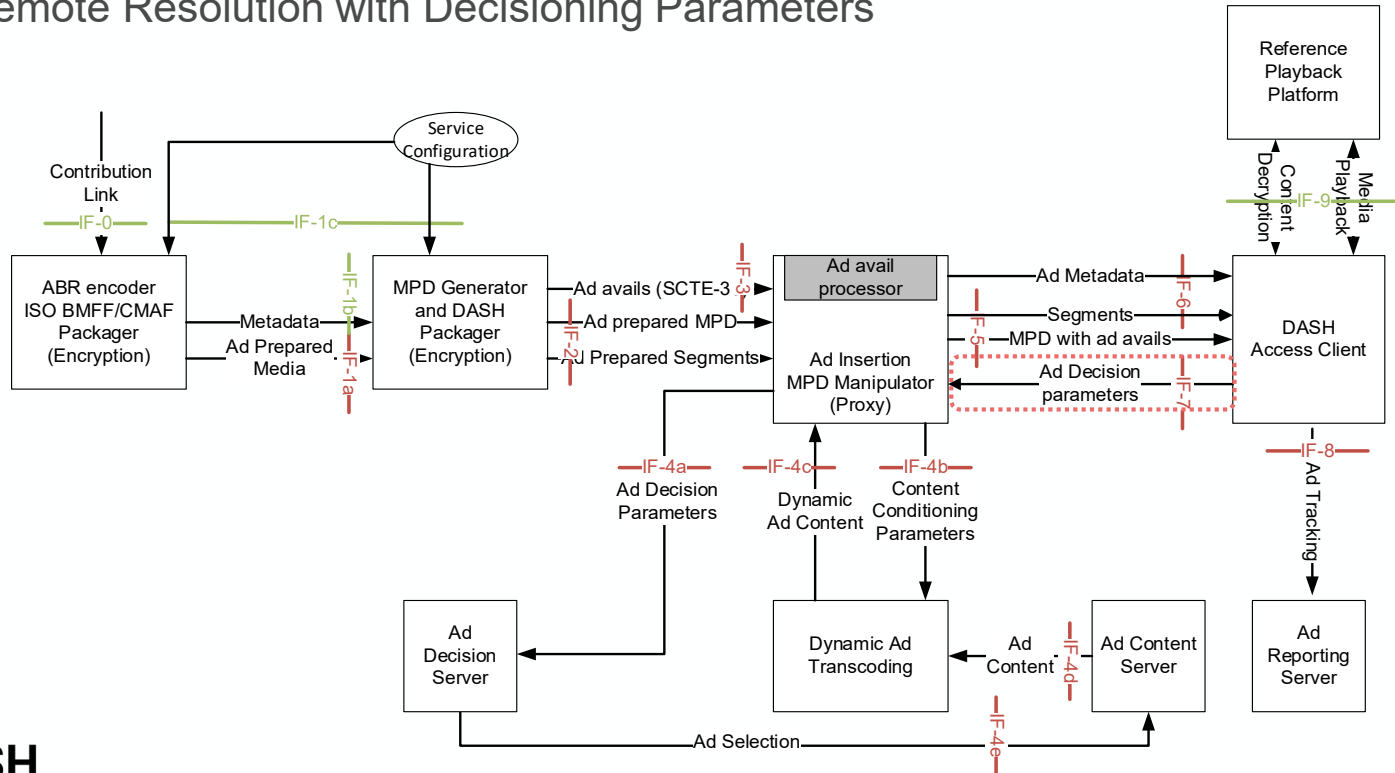 emote Resolution with Decisioning Parameters
Reference
Playback
Platform
Service
Configuration
Contribution
Link
IF-0
IF-1c
Content
Decryption
Media
Playback
IF-9
ABR encoder
ISO BMFF/CMAF
Packager
(Encryption)
IF-1b
Metadata
Ad Prepared
Media
IF-1a
MPD Generator
and DASH
Packager
(Encryption)
IF-3
Ad avails (SCTE-3
Ad prepared MPD
IF-2
Ad Prepared Segments
Ad avail
processor
Ad Insertion
MPD Manipulator
(Proxy)
Ad Metadata
IF-6
Segments
IF-5
MPD with ad avails
Ad Decision
parameters
IF-7
DASH
Access Client
IF-4a
Ad Decision
Parameters
IF-4c
Dynamic
Ad Content
IF-4b
Content
Conditioning
Parameters
IF-8
Ad Tracking
Ad
Decision
Server
Dynamic Ad
Transcoding
Ad
Content
IF-4d
Ad Content
Server
Ad
Reporting
Server
Ad Selection
IF-4e
SH